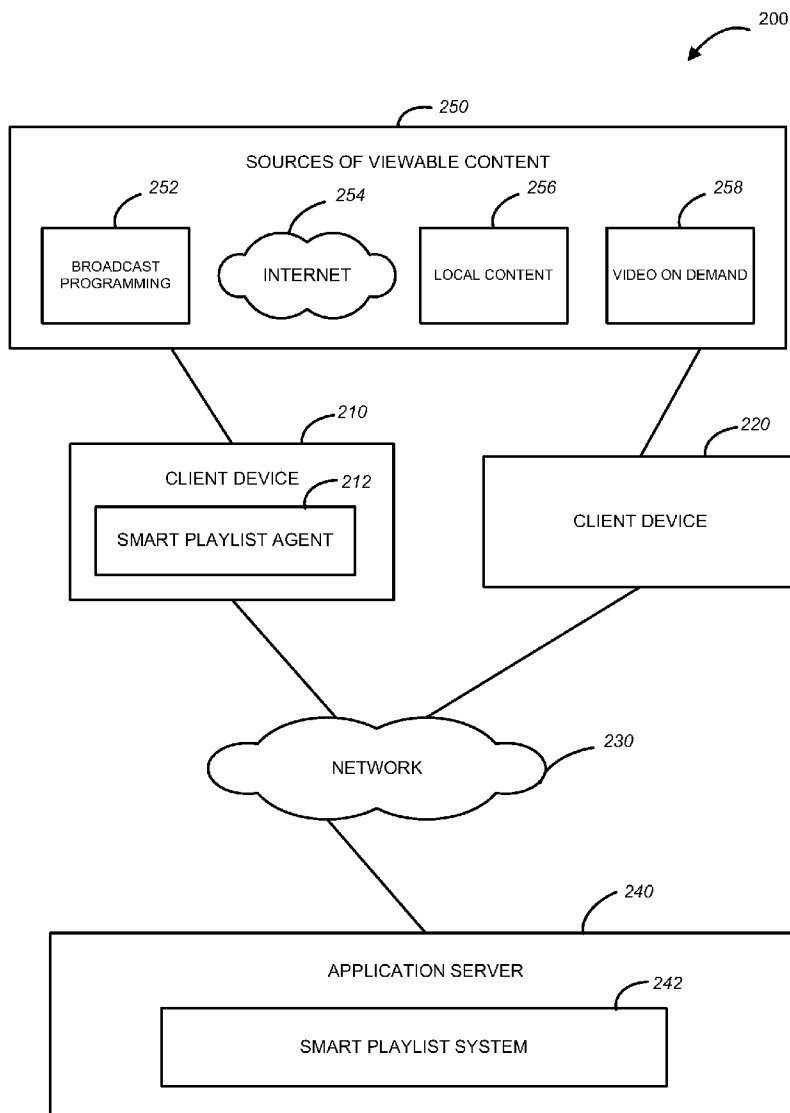 200
250
SOURCES OF VIEWABLE CONTENT
252
254
256
258
BROADCAST
PROGRAMMING
INTERNET
LOCAL CONTENT
VIDEO ON DEMAND
210
220
CLIENT DEVICE
212
SMART PLAYLIST AGENT
CLIENT DEVICE
NETWORK
230
240
APPLICATION SERVER
242
SMART PLAYLIST SYSTEM